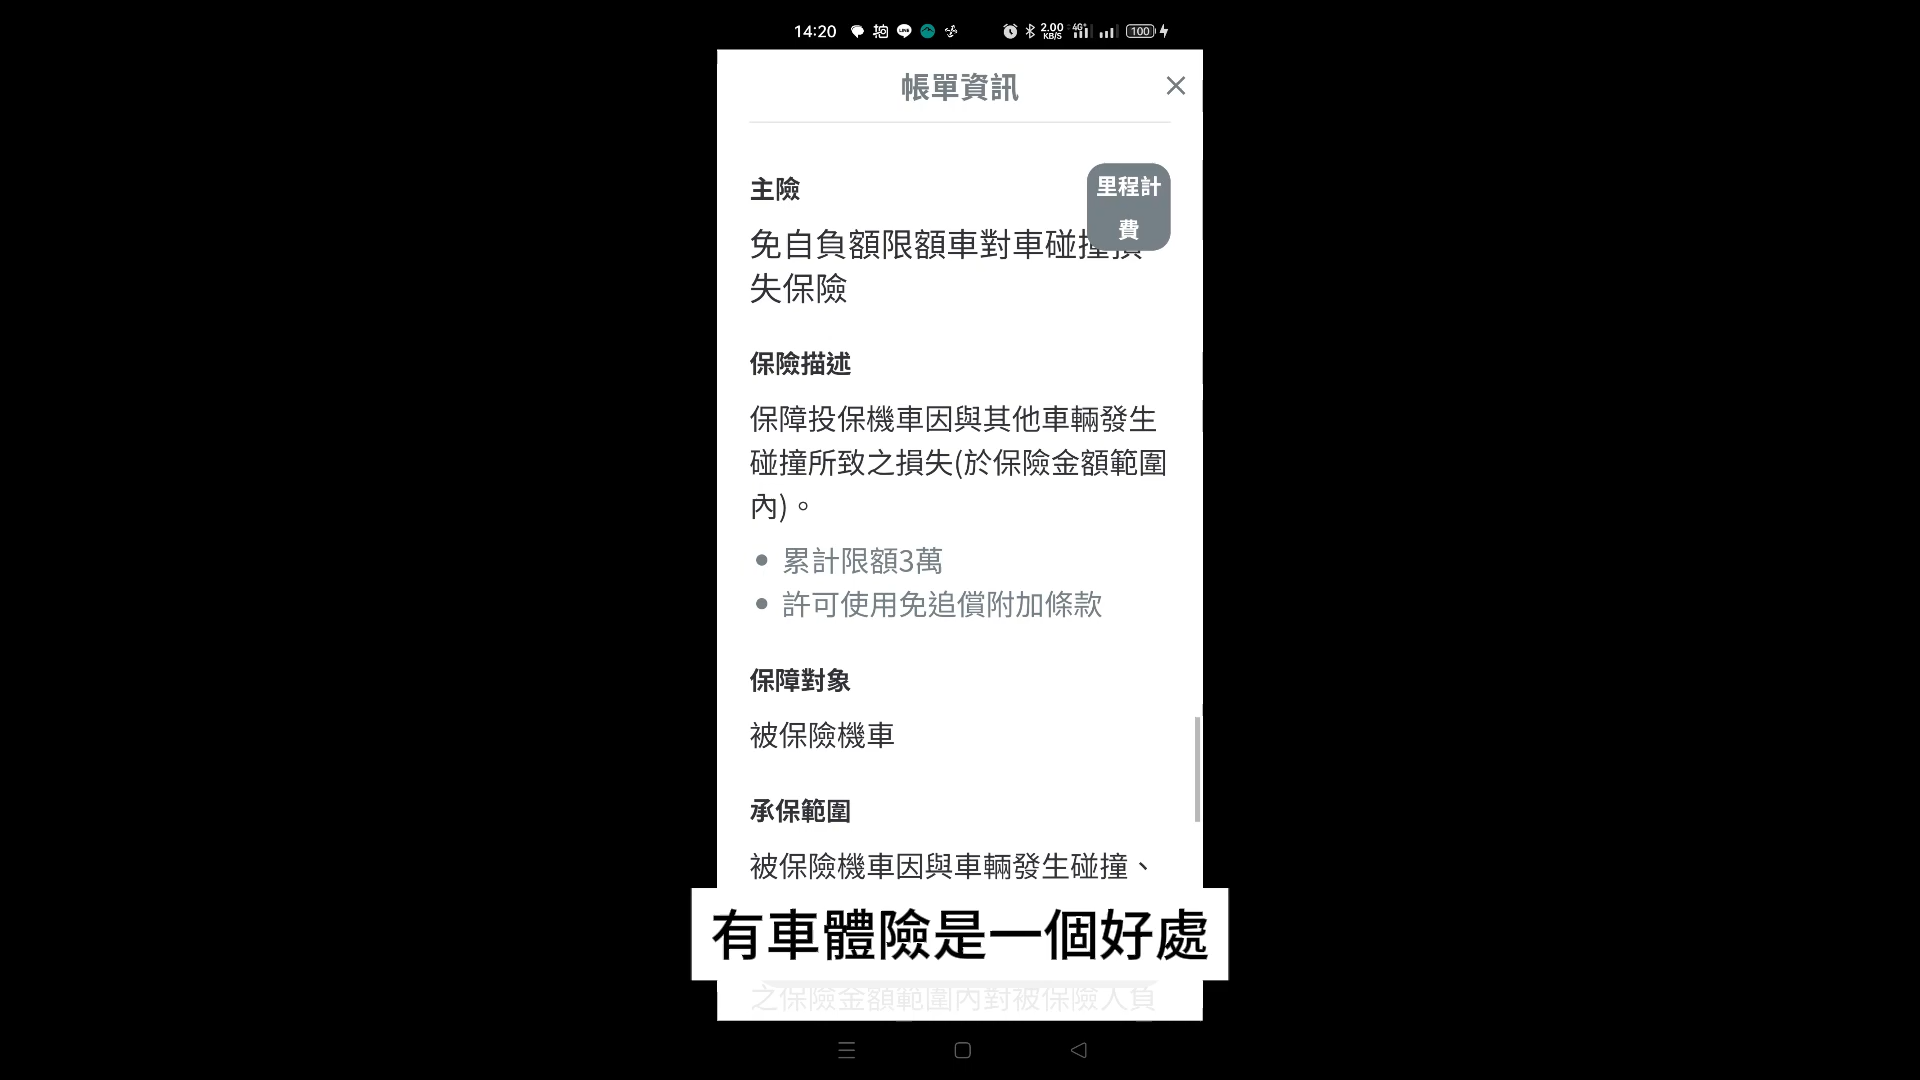 14:20 2.00 KB/S 4G+ 100
帳單資訊
主險
里程計
費
免自負額限額車對車碰撞損
失保險
保險描述
保障投保機車因與其他車輛發生
碰撞所致之損失(於保險金額範圍
內)。
累計限額3萬
許可使用免追償附加條款
保障對象
被保險機車
承保範圍
被保險機車因與車輛發生碰撞、
有車體險是一個好處
之保險金額範圍內對被保險人負